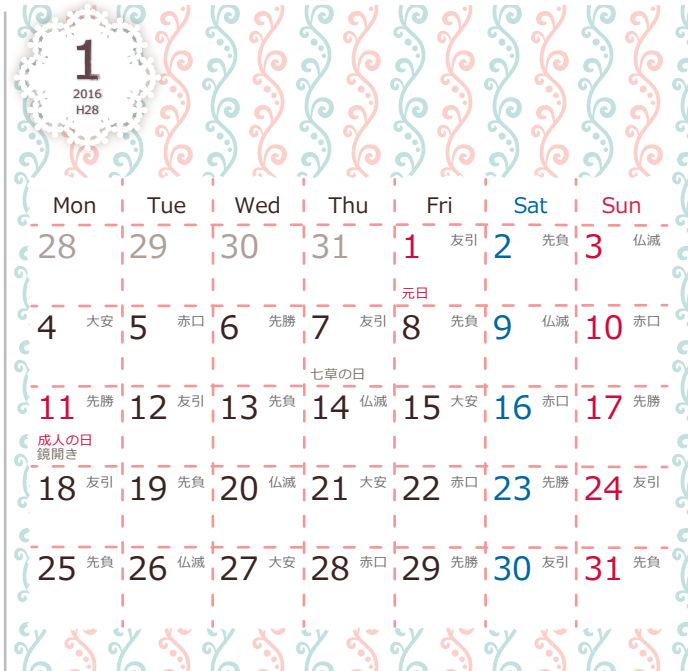 1
2016
H28
Mon Tue Wed Thu Fri Sat Sun
28 29 30 31 1 友引 2 先負 3 仏滅
元日
4 大安 5 赤口 6 先勝 7 友引 8 先負 9 仏滅 10 赤口
七草の日
11 先勝 12 友引 13 先負 14 仏滅 15 大安 16 赤口 17 先勝
成人の日
鏡開き
18 友引 19 先負 20 仏滅 21 大安 22 赤口 23 先勝 24 友引
25 先負 26 仏滅 27 大安 28 赤口 29 先勝 30 友引 31 先負